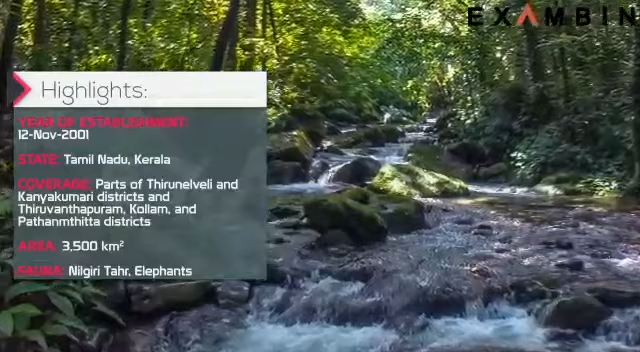 EXAMBIN
Highlights:
YEAR OF ESTABLISHMENT:
12-Nov-2001
STATE: Tamil Nadu, Kerala
COVERAGE: Parts of Thirunelveli and
Kanyakumari districts and
Thiruvanthapuram, Kollam, and
Pathanmthitta districts
AREA: 3,500 km²
FAUNA: Nilgiri Tahr, Elephants